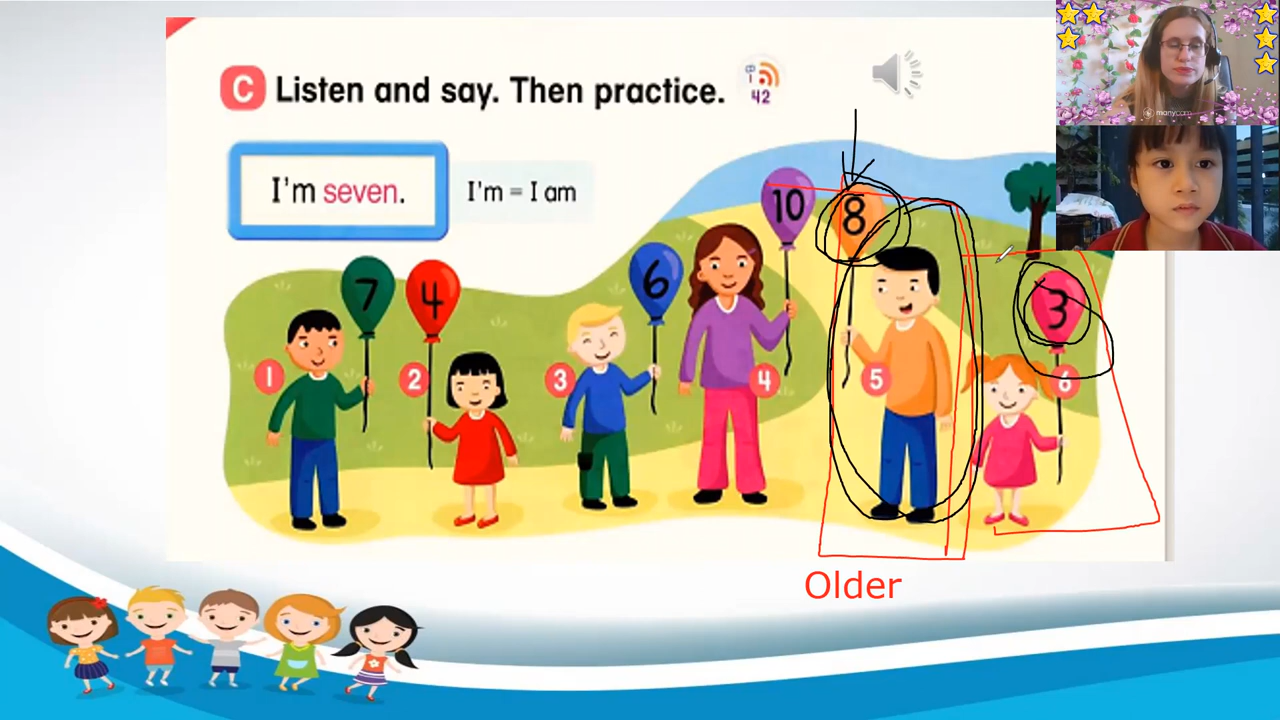 C Listen and say. Then practice.
42
I'm seven.
I'm = I am
10
8
7
4
6
3
1
2
3
4
5
6
Older
manycam